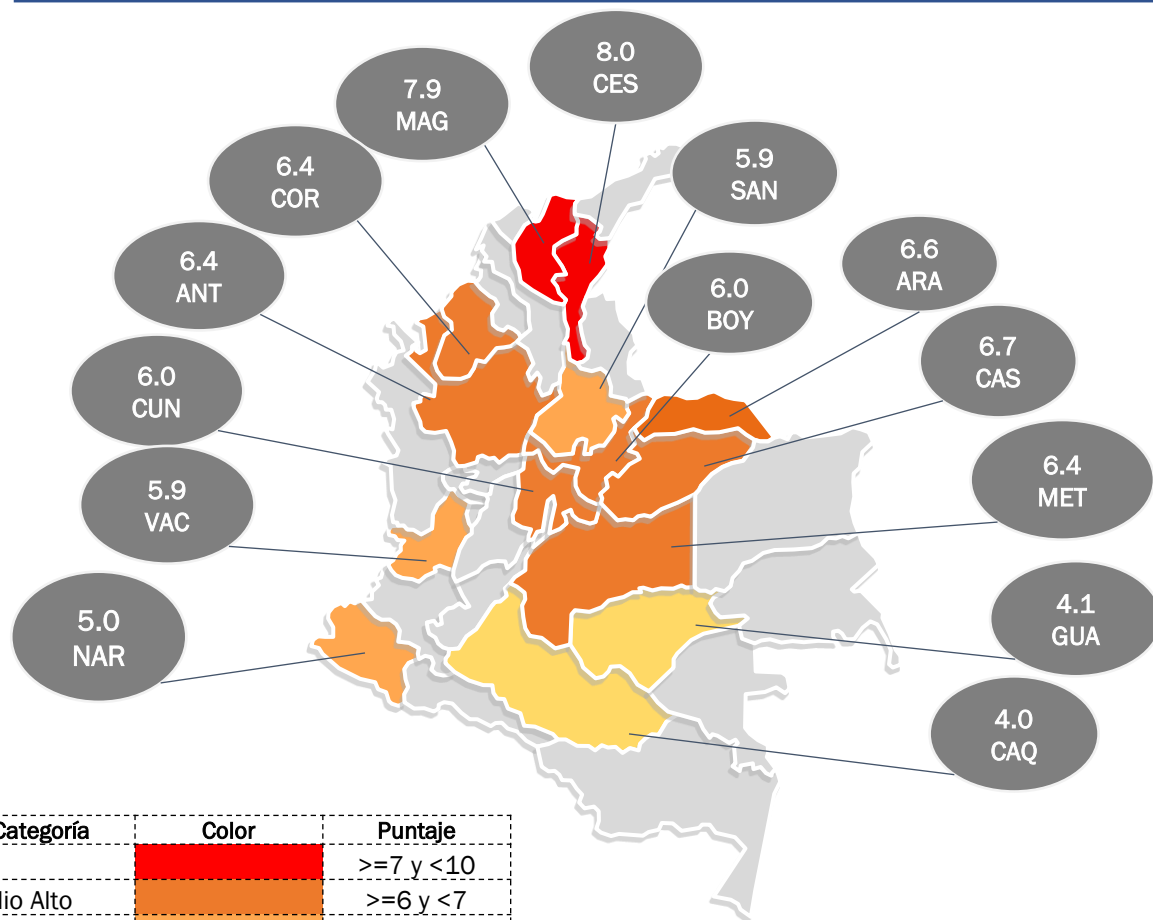 8.0
CES
7.9
MAG
5.9
SAN
6.4
COR
6.6
ARA
6.4
ANT
6.0
BOY
6.7
CAS
6.0
CUN
6.4
MET
5.9
VAC
4.1
GUA
5.0
NAR
4.0
CAQ
Categoría Color Puntaje
>=7 y <10
Alto >=6 y <7